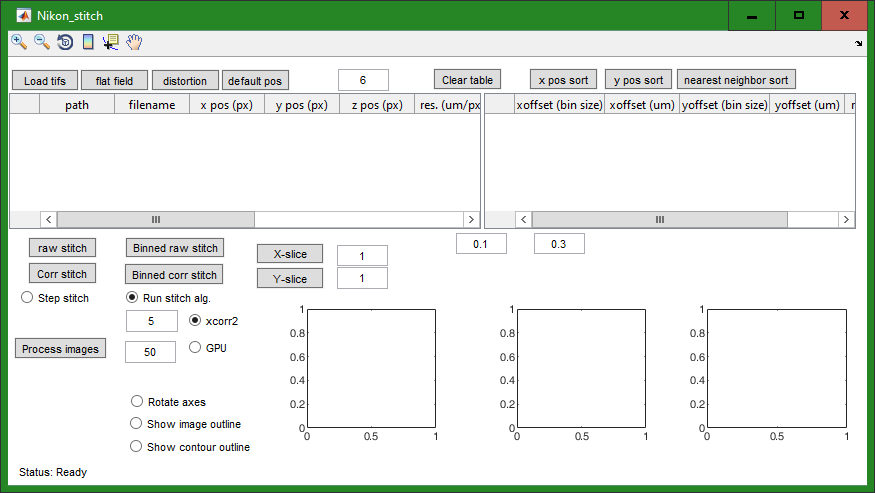 Nikon_stitch
Load tifs flat field distortion default pos 6 Clear table x pos sort y pos sort nearest neighbor sort
path filename x pos (px) y pos (px) z pos (px) res. (um/px xoffset (bin size) xoffset (um) yoffset (bin size) yoffset (um)
raw stitch Binned raw stitch X-slice 1 0.1 0.3
Corr stitch Binned corr stitch Y-slice 1
Step stitch Run stitch alg.
5 xcorr2
Process images 50 GPU
Rotate axes
Show image outline
Show contour outline
1 0.8 0.6 0.4 0.2 0
0 0.5 1
1 0.8 0.6 0.4 0.2 0
0 0.5 1
1 0.8 0.6 0.4 0.2 0
0 0.5 1
Status: Ready